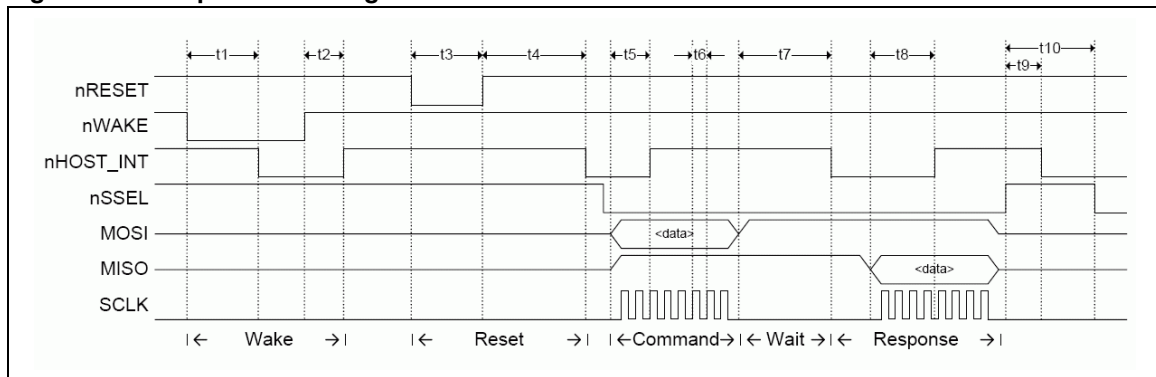 t1 t2 t3 t4 t5 t6 t7 t8 t10
t9
nRESET
nWAKE
nHOST_INT
nSSEL
MOSI <data>
MISO <data>
SCLK
Wake Reset Command Wait Response